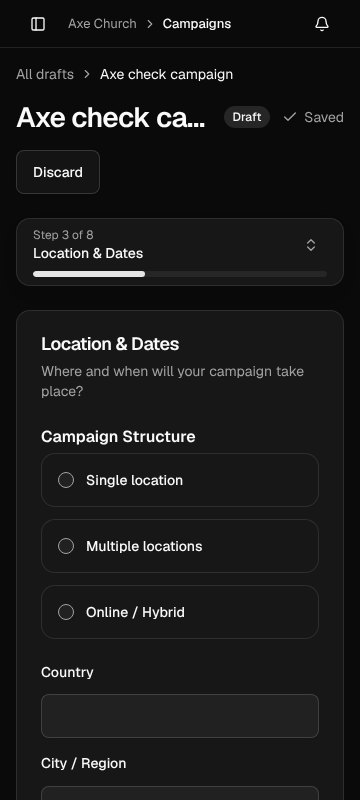 Axe Church > Campaigns
All drafts > Axe check campaign
Axe check ca... Draft Saved
Discard
Step 3 of 8
Location & Dates
Location & Dates
Where and when will your campaign take
place?
Campaign Structure
Single location
Multiple locations
Online / Hybrid
Country
City / Region